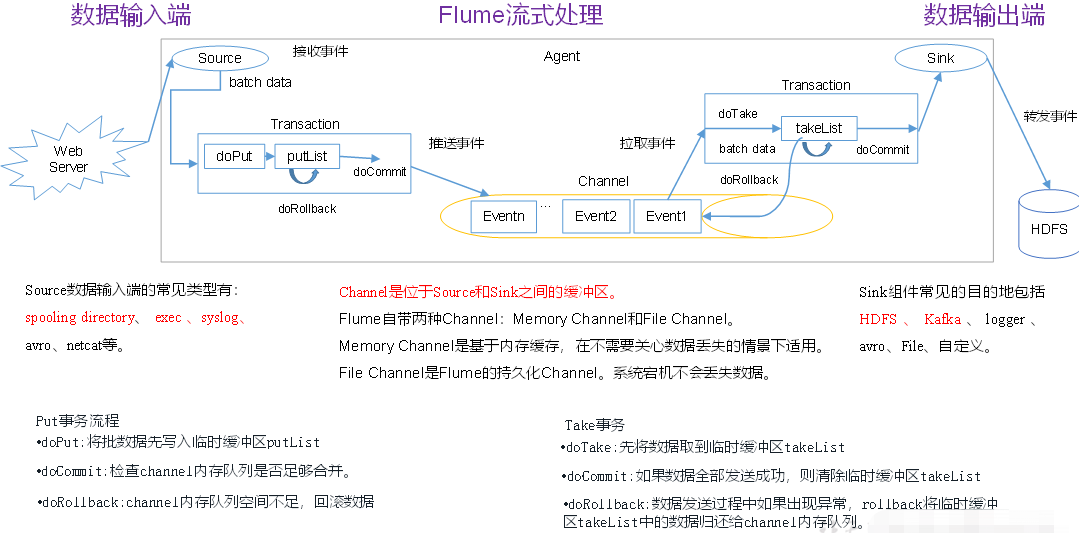 数据输入端
Flume流式处理
数据输出端
Source
接收事件
Agent
Sink
batch data
Transaction
Transaction
转发事件
Web
Server
doPut
putList
doCommit
推送事件
拉取事件
doTake
takeList
batch data
doCommit
doRollback
doRollback
Channel
Eventn
...
Event2
Event1
HDFS
Source数据输入端的常见类型有：
spooling directory、 exec 、syslog、
avro、netcat等。
Channel是位于Source和Sink之间的缓冲区。
Flume自带两种Channel：Memory Channel和File Channel。
Memory Channel是基于内存缓存，在不需要关心数据丢失的情景下适用。
File Channel是Flume的持久化Channel。系统宕机不会丢失数据。
Sink组件常见的目的地包括
HDFS 、 Kafka 、 logger 、
avro、File、自定义。
Put事务流程
•doPut:将批数据先写入临时缓冲区putList
•doCommit:检查channel内存队列是否足够合并。
•doRollback:channel内存队列空间不足，回滚数据
Take事务
•doTake:先将数据取到临时缓冲区takeList
•doCommit:如果数据全部发送成功，则清除临时缓冲区takeList
•doRollback:数据发送过程中如果出现异常，rollback将临时缓冲
区takeList中的数据归还给channel内存队列。